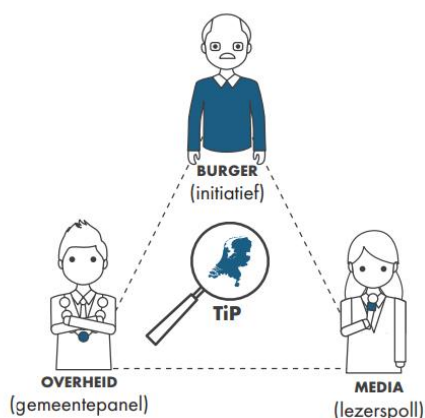 BURGER
(initiatief)
TiP
OVERHEID
(gemeentepanel)
MEDIA
(lezerspoll)